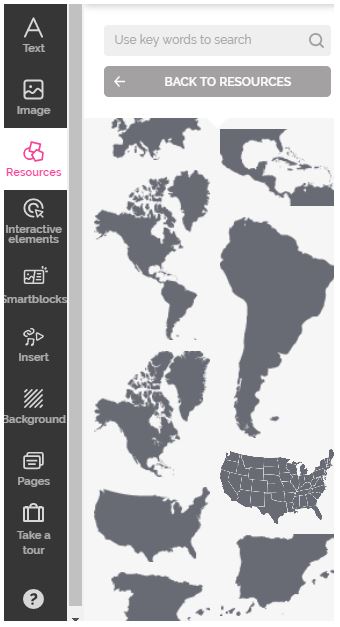 Text
Image
Resources
Interactive
elements
Smartblocks
Insert
Background
Pages
Take a
tour
?
Use key words to search
BACK TO RESOURCES